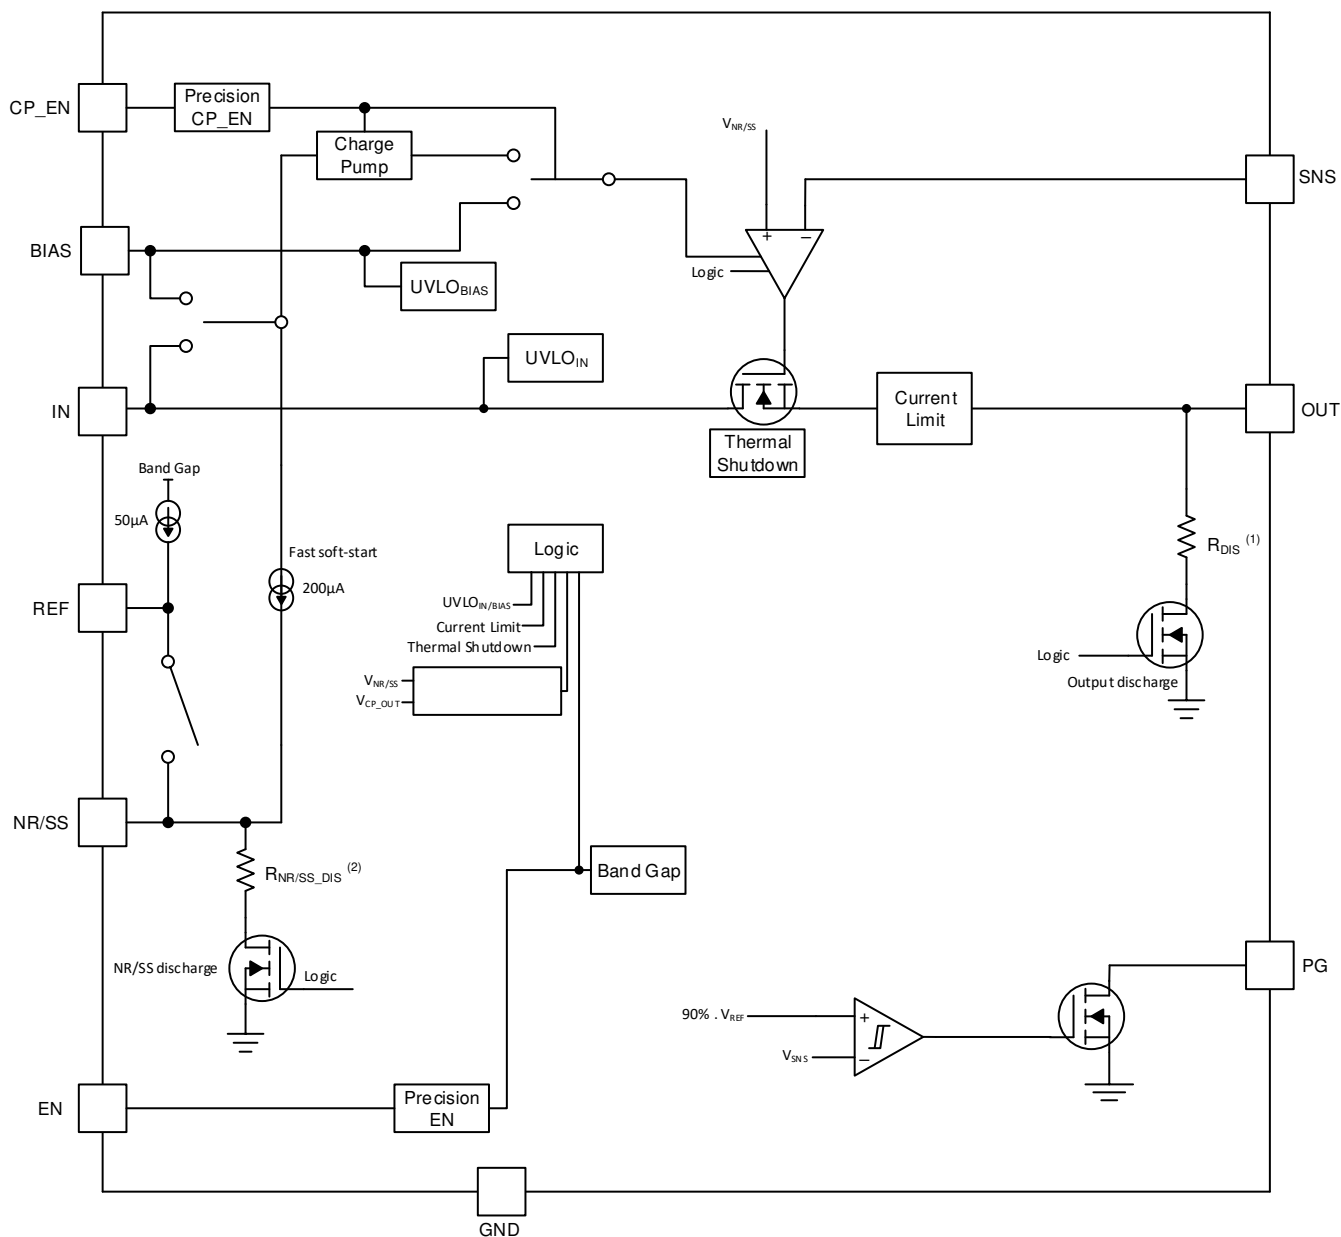 CP_EN
Precision
CP_EN
Charge
Pump
V_NR/SS
SNS
+ −
BIAS
UVLO_BIAS
Logic
UVLO_IN
IN
Current
Limit
OUT
Thermal
Shutdown
Band Gap
50µA
Fast soft-start
200µA
Logic
R_DIS (1)
REF
UVLO_IN/BIAS
Current Limit
Thermal Shutdown
V_NR/SS
V_CP_OUT
Logic
Output discharge
NR/SS
R_NR/SS_DIS (2)
Band Gap
NR/SS discharge
Logic
PG
90% . V_REF
+
V_SNS
−
EN
Precision
EN
GND